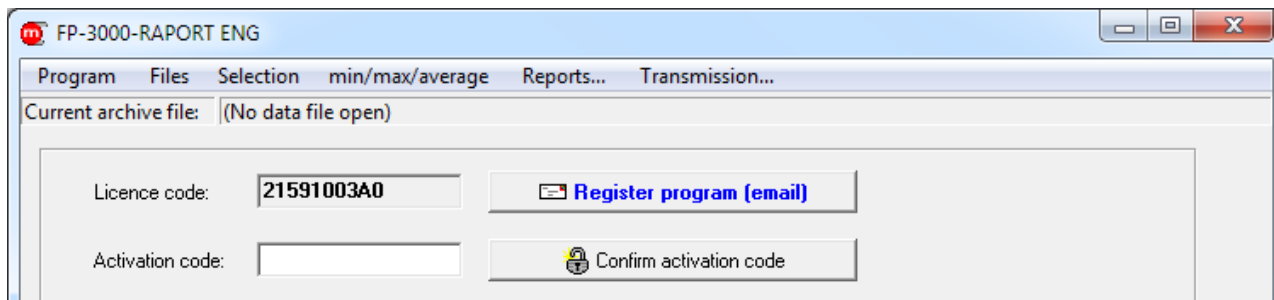 FP-3000-RAPORT ENG
Program Files Selection min/max/average Reports... Transmission...
Current archive file: (No data file open)
Licence code: 21591003A0 Register program (email)
Activation code: Confirm activation code